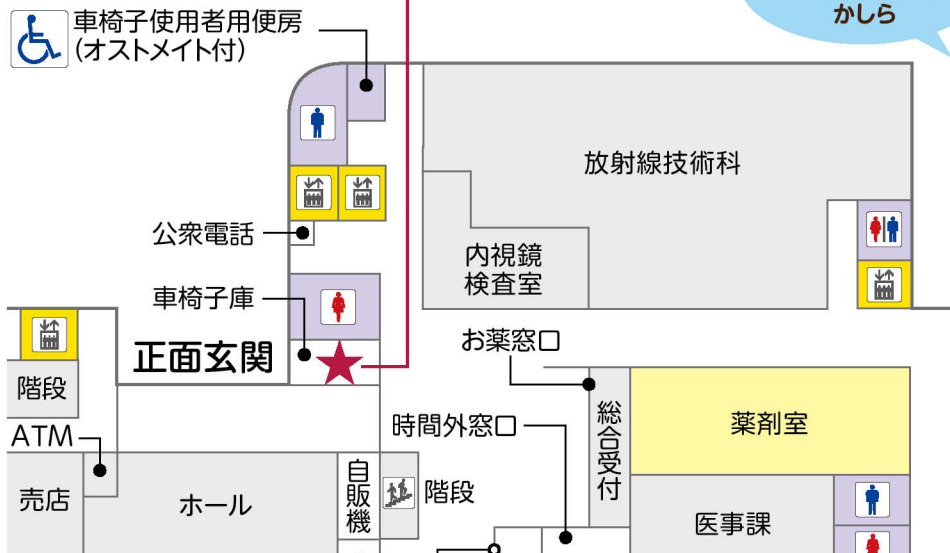 かしら
車椅子使用者用便房
(オストメイト付)
放射線技術科
公衆電話
内視鏡
検査室
車椅子庫
お薬窓口
正面玄関
階段
ATM
時間外窓口
総合受付
薬剤室
売店
ホール
自販機
階段
医事課